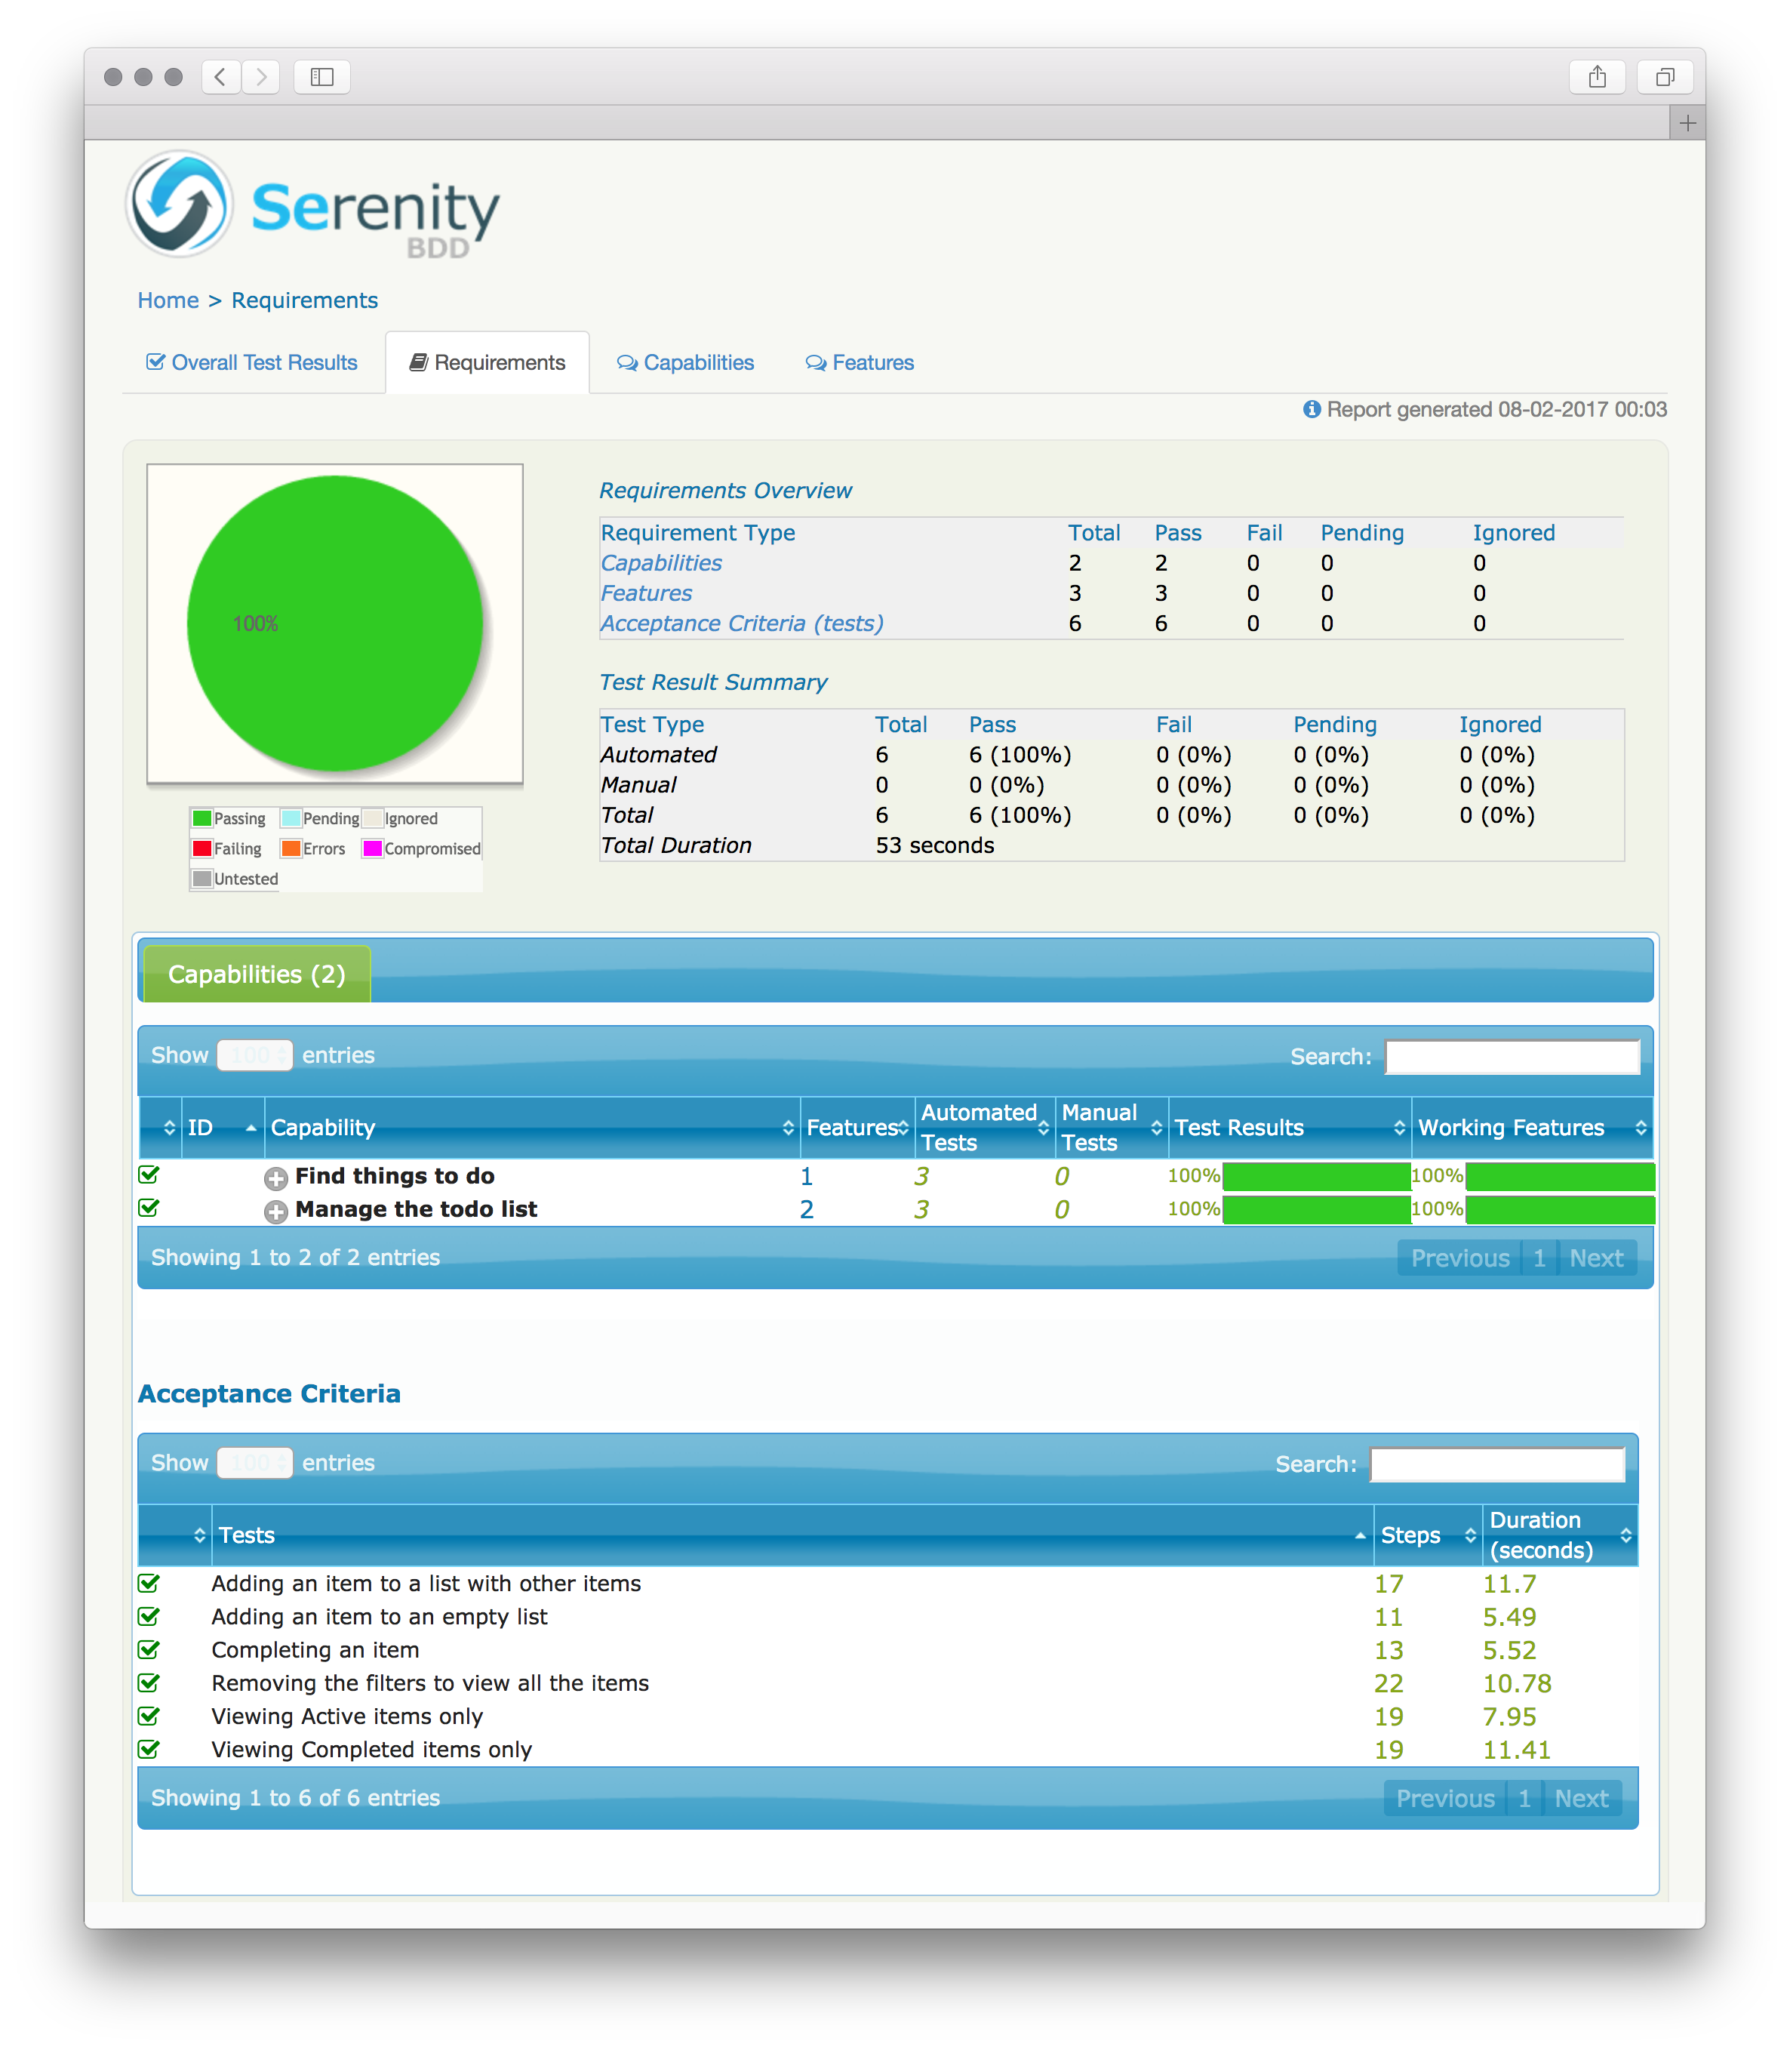 Serenity
BDD
Home > Requirements
Overall Test Results Requirements Capabilities Features
Report generated 08-02-2017 00:03
100%
Passing Pending Ignored
Failing Errors Compromised
Untested
Requirements Overview
Requirement Type Total Pass Fail Pending Ignored
Capabilities 2 2 0 0 0
Features 3 3 0 0 0
Acceptance Criteria (tests) 6 6 0 0 0
Test Result Summary
Test Type Total Pass Fail Pending Ignored
Automated 6 6 (100%) 0 (0%) 0 (0%) 0 (0%)
Manual 0 0 (0%) 0 (0%) 0 (0%) 0 (0%)
Total 6 6 (100%) 0 (0%) 0 (0%) 0 (0%)
Total Duration 53 seconds
Capabilities (2)
Show 100 entries Search:
ID Capability Features Automated Tests Manual Tests Test Results Working Features
Find things to do 1 3 0 100% 100%
Manage the todo list 2 3 0 100% 100%
Showing 1 to 2 of 2 entries Previous 1 Next
Acceptance Criteria
Show 100 entries Search:
Tests Steps Duration (seconds)
Adding an item to a list with other items 17 11.7
Adding an item to an empty list 11 5.49
Completing an item 13 5.52
Removing the filters to view all the items 22 10.78
Viewing Active items only 19 7.95
Viewing Completed items only 19 11.41
Showing 1 to 6 of 6 entries Previous 1 Next